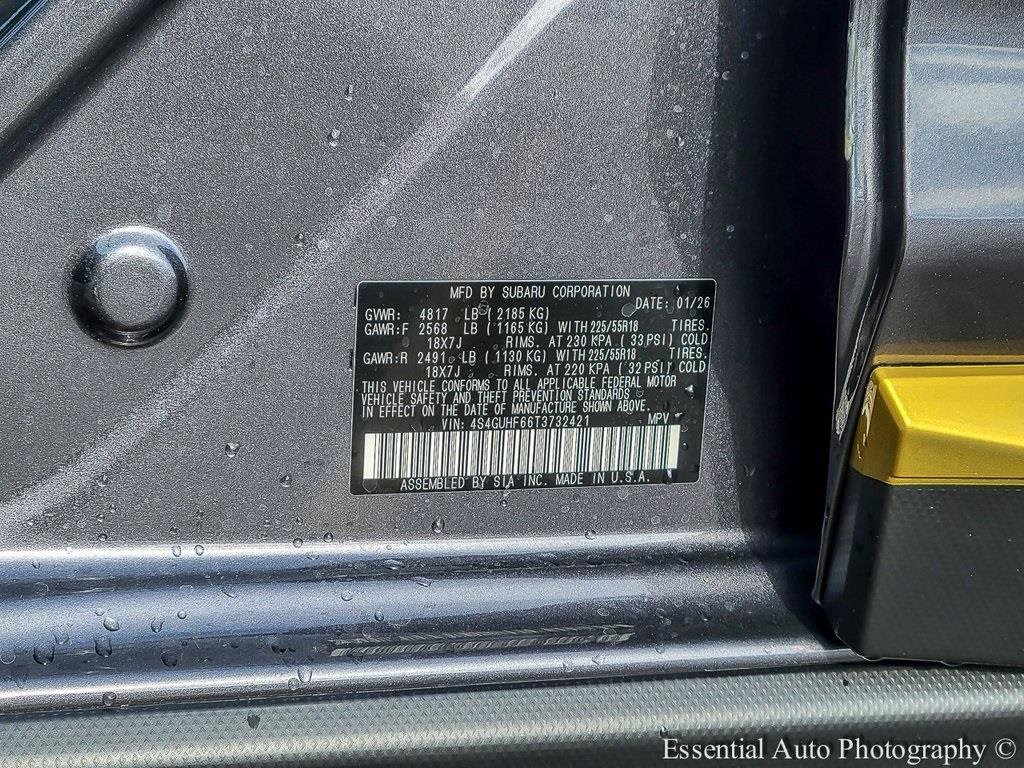 MFD BY SUBARU CORPORATION DATE: 01/26
GVWR: 4817 LB ( 2185 KG)
GAWR:F 2568 LB ( 1165 KG) WITH 225/55R18 TIRES.
18X7J RIMS. AT 230 KPA ( 33 PSI) COLD
GAWR:R 2491 LB ( 1130 KG) WITH 225/55R18 TIRES.
18X7J RIMS. AT 220 KPA ( 32 PSI) COLD
THIS VEHICLE CONFORMS TO ALL APPLICABLE FEDERAL MOTOR
VEHICLE SAFETY AND THEFT PREVENTION STANDARDS
IN EFFECT ON THE DATE OF MANUFACTURE SHOWN ABOVE.
VIN: 4S4GUHF66T3732421 MPV
ASSEMBLED BY SIA INC. MADE IN U.S.A.
Essential Auto Photography ©